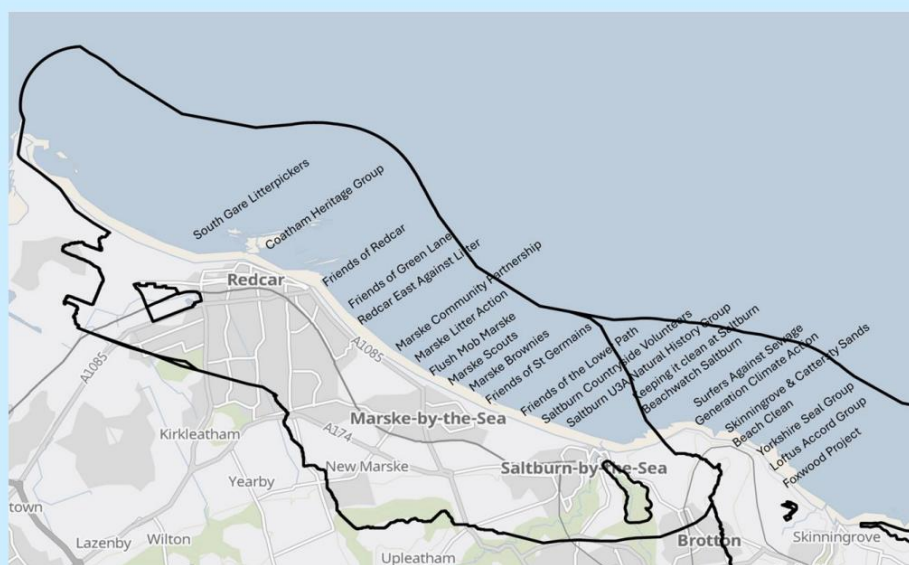 South Gare Litterpickers
Coatham Heritage Group
Friends of Redcar
Friends of Green Lane
Redcar East Against Litter
Marske Community Partnership
Marske Litter Action
Flush Mob Marske
Marske Scouts
Marske Brownies
Friends of St Germains
Friends of the Lower Path
Saltburn Countryside Volunteers
Saltburn U3A Natural History Group
Keeping it clean at Saltburn
Beachwatch Saltburn
Surfers Against Sewage
Generation Climate Action
Skinningrove & Cattersty Sands
Beach Clean
Yorkshire Seal Group
Loftus Accord Group
Foxwood Project
Redcar
A1085
A1085
Marske-by-the-Sea
Kirkleatham
A174
New Marske
Saltburn-by-the-Sea
Yearby
town
Lazenby
Wilton
Upleatham
Brotton
Skinningrove